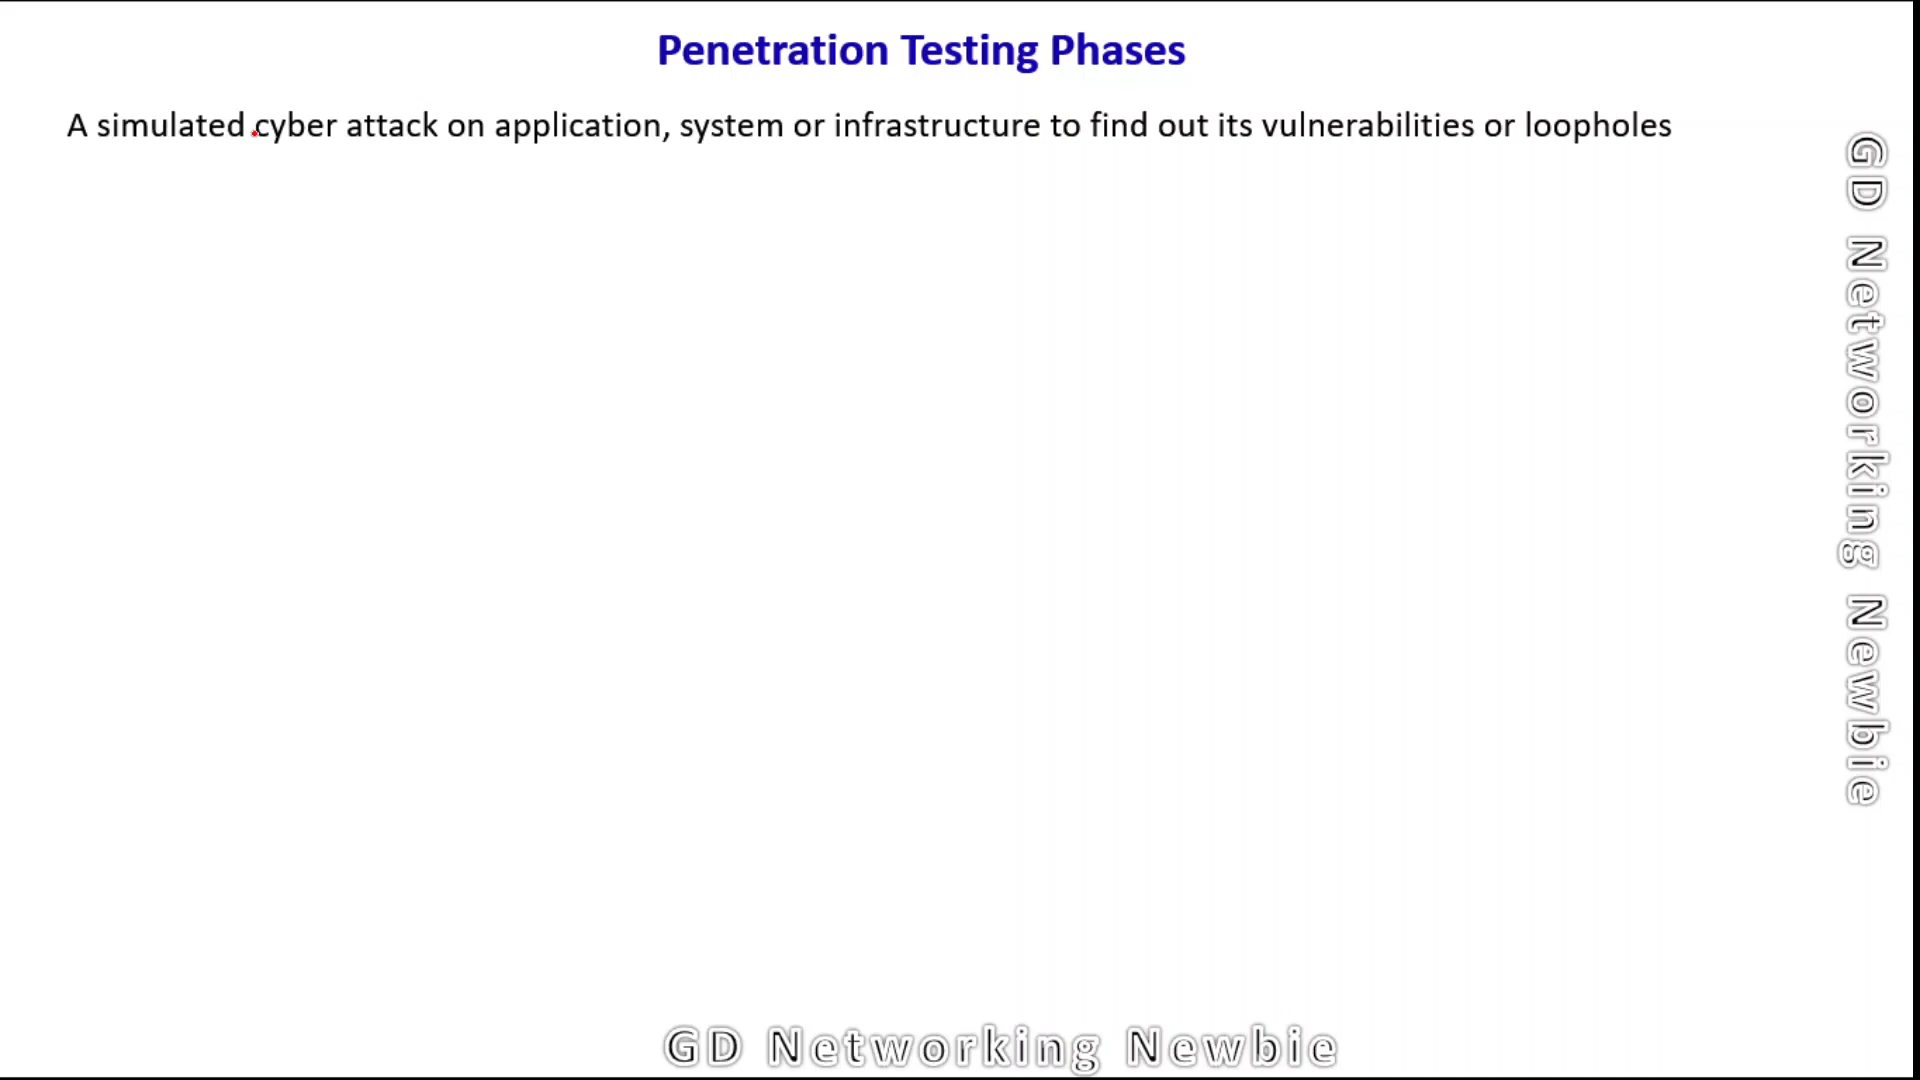 Penetration Testing Phases
A simulated cyber attack on application, system or infrastructure to find out its vulnerabilities or loopholes
GD Networking Newbie
GD Networking Newbie